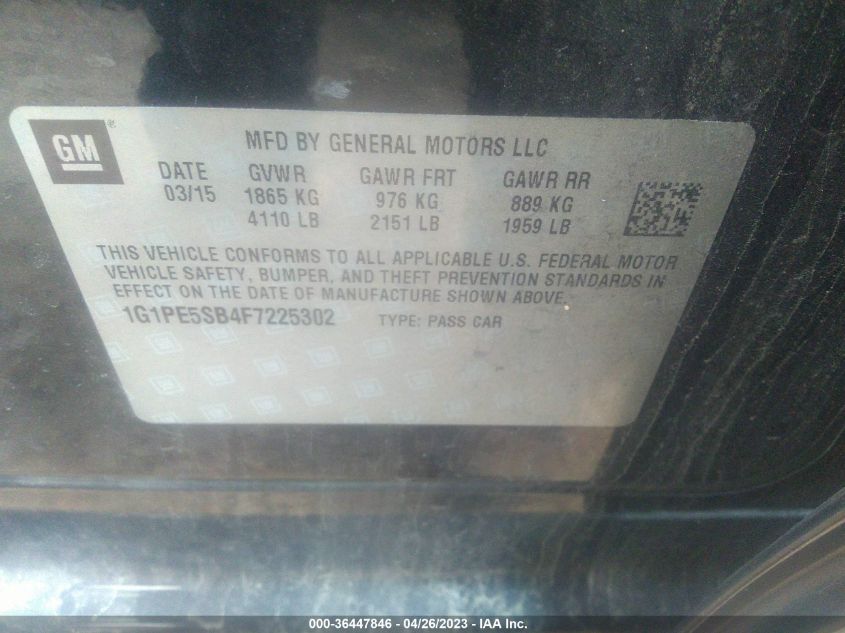 GM®
MFD BY GENERAL MOTORS LLC
DATE GVWR GAWR FRT GAWR RR
03/15 1865 KG 976 KG 889 KG
4110 LB 2151 LB 1959 LB
THIS VEHICLE CONFORMS TO ALL APPLICABLE U.S. FEDERAL MOTOR
VEHICLE SAFETY, BUMPER, AND THEFT PREVENTION STANDARDS IN
EFFECT ON THE DATE OF MANUFACTURE SHOWN ABOVE.
1G1PE5SB4F7225302 TYPE: PASS CAR
000-36447846 - 04/26/2023 - IAA Inc.